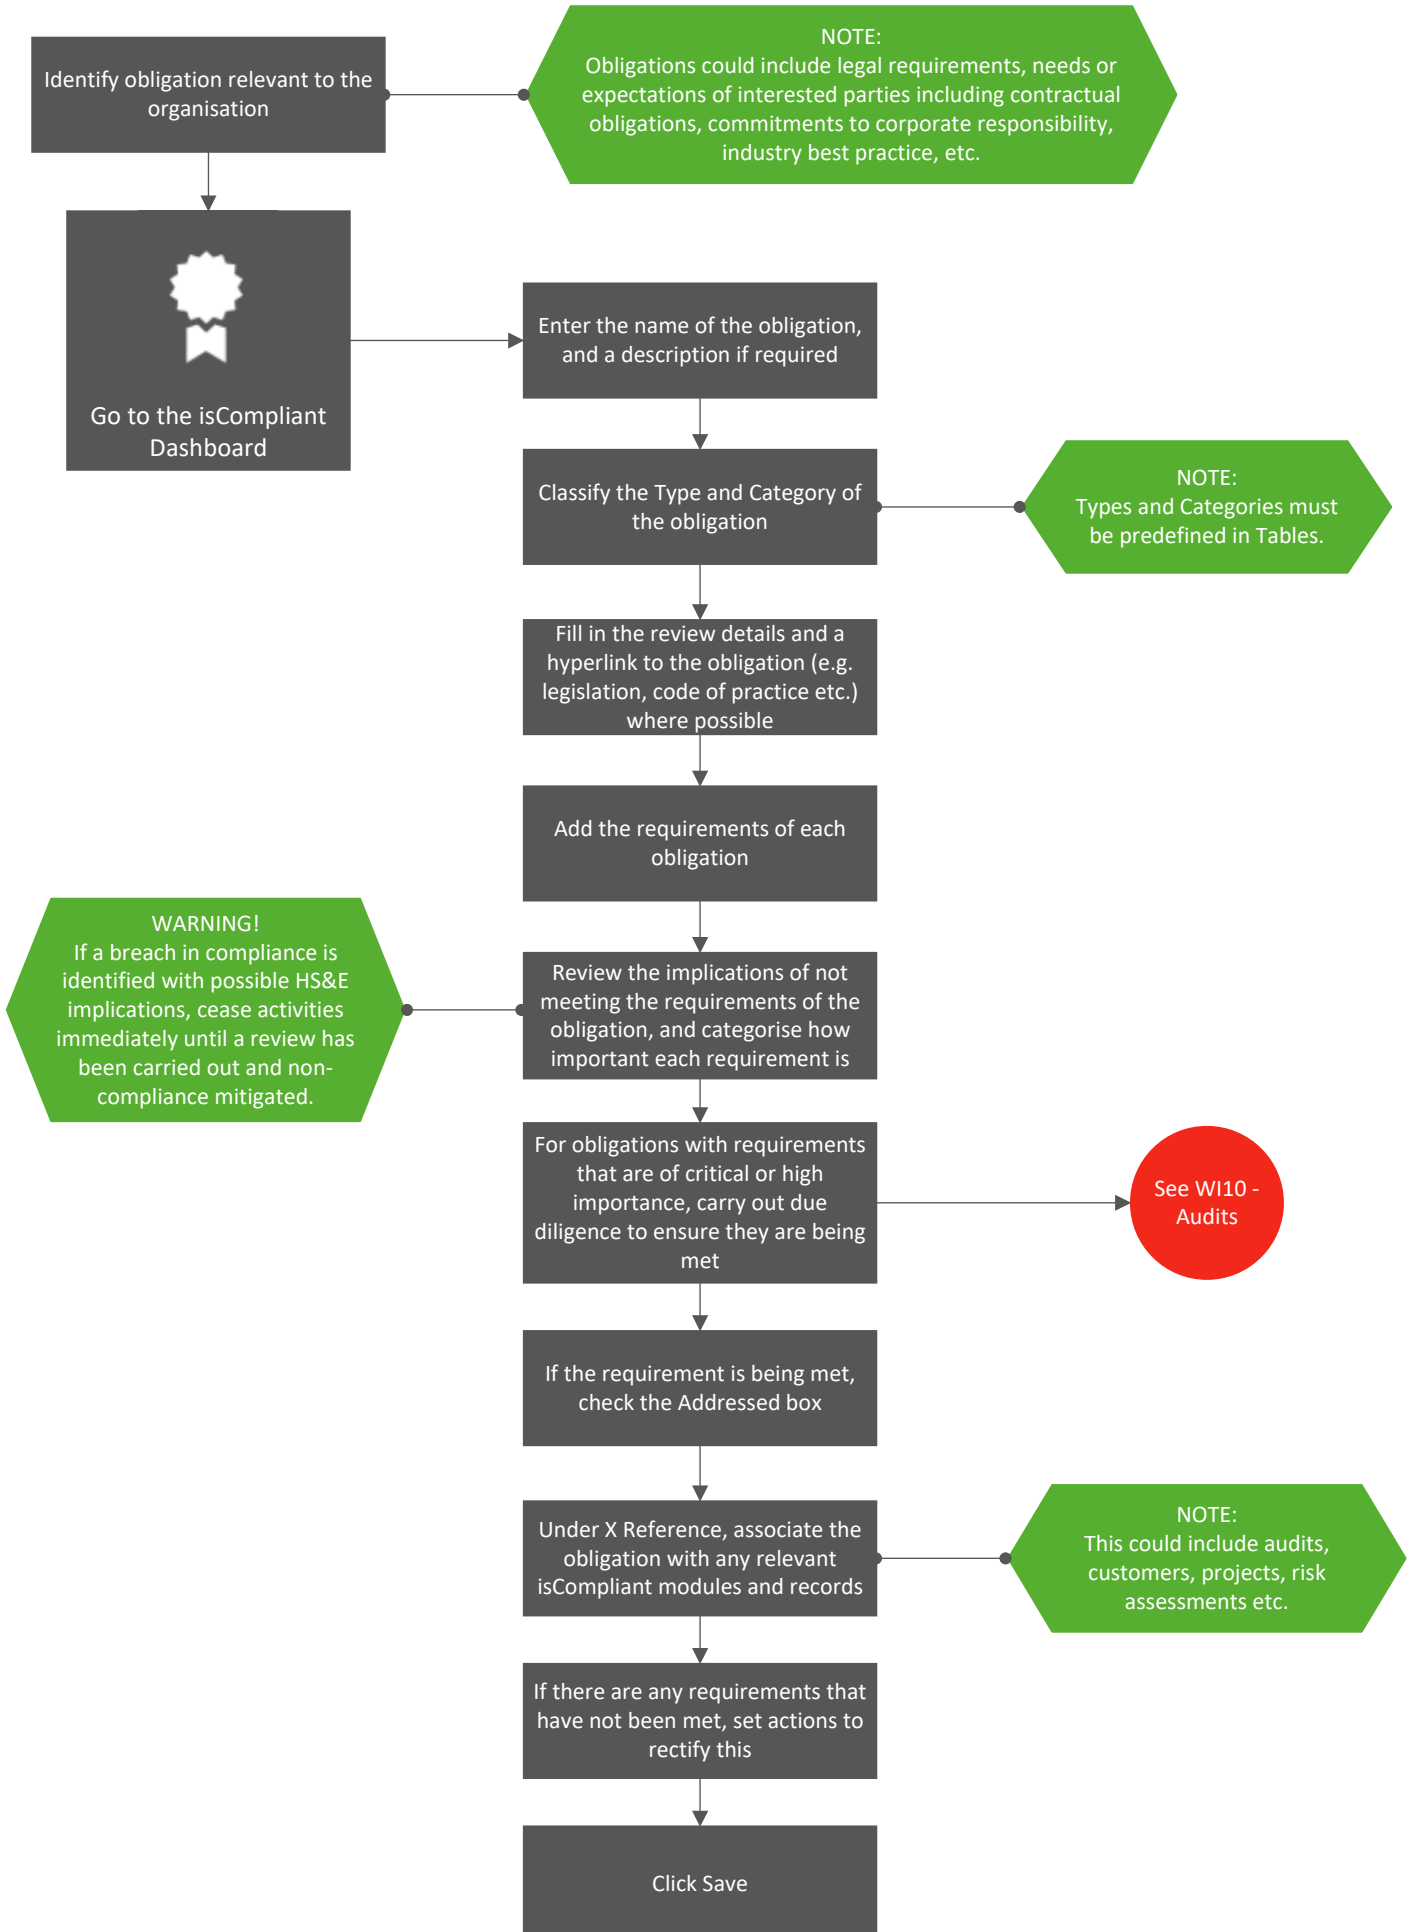 Identify obligation relevant to the
organisation
NOTE:
Obligations could include legal requirements, needs or
expectations of interested parties including contractual
obligations, commitments to corporate responsibility,
industry best practice, etc.
Go to the isCompliant
Dashboard
Enter the name of the obligation,
and a description if required
Classify the Type and Category of
the obligation
NOTE:
Types and Categories must
be predefined in Tables.
Fill in the review details and a
hyperlink to the obligation (e.g.
legislation, code of practice etc.)
where possible
Add the requirements of each
obligation
WARNING!
If a breach in compliance is
identified with possible HS&E
implications, cease activities
immediately until a review has
been carried out and non-
compliance mitigated.
Review the implications of not
meeting the requirements of the
obligation, and categorise how
important each requirement is
For obligations with requirements
that are of critical or high
importance, carry out due
diligence to ensure they are being
met
See WI10 -
Audits
If the requirement is being met,
check the Addressed box
Under X Reference, associate the
obligation with any relevant
isCompliant modules and records
NOTE:
This could include audits,
customers, projects, risk
assessments etc.
If there are any requirements that
have not been met, set actions to
rectify this
Click Save